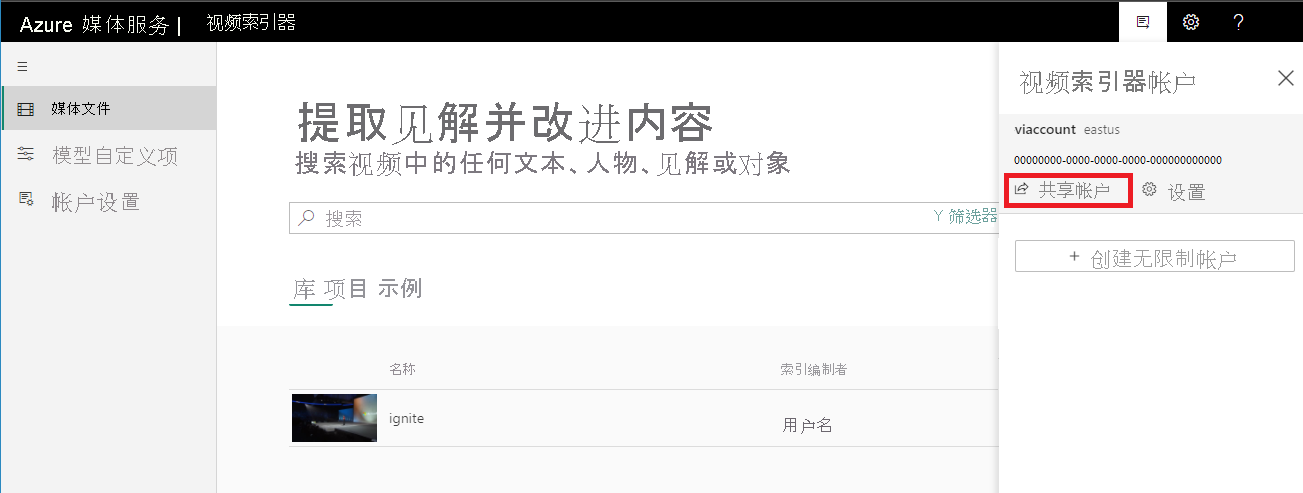 Azure 媒体服务 | 视频索引器
媒体文件
模型自定义项
帐户设置
提取见解并改进内容
搜索视频中的任何文本、人物、见解或对象
搜索
筛选器
库 项目 示例
名称 索引编制者
ignite 用户名
视频索引器帐户
viaccount eastus
00000000-0000-0000-0000-000000000000
共享帐户 设置
+ 创建无限制帐户